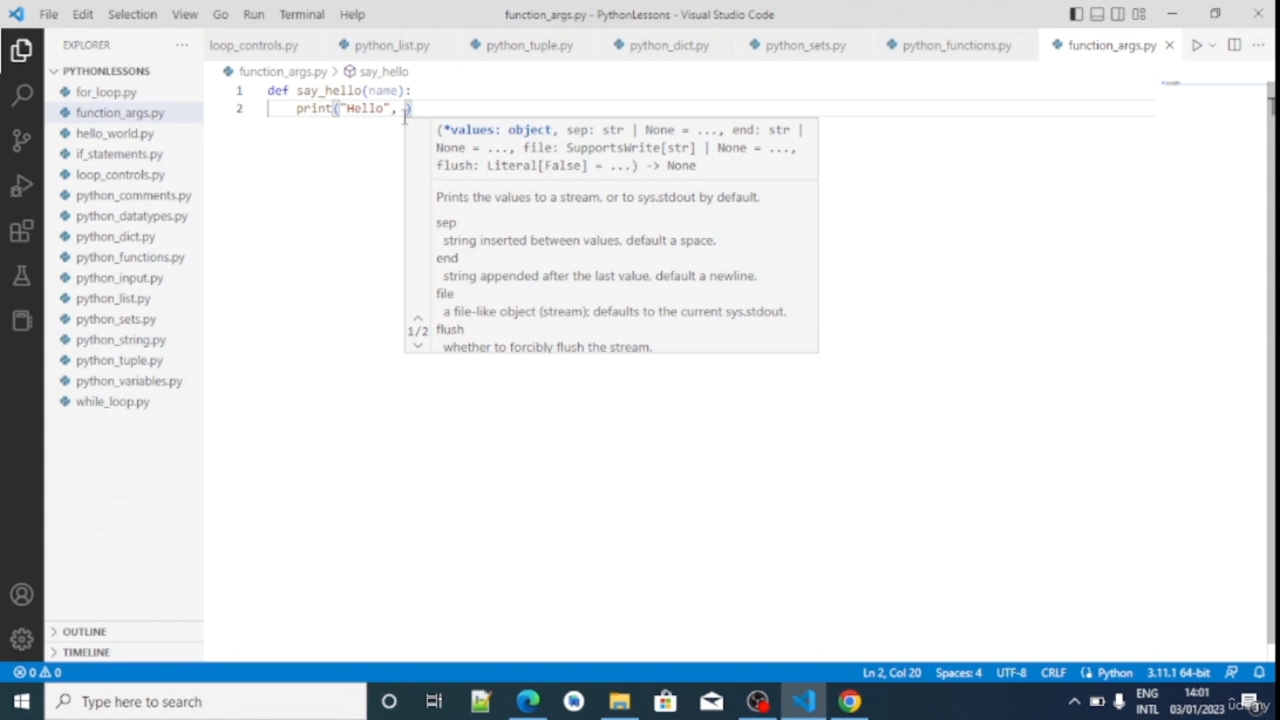 File Edit Selection View Go Run Terminal Help
function_args.py - PythonLessons - Visual Studio Code
EXPLORER
loop_controls.py python_list.py python_tuple.py python_dict.py python_sets.py python_functions.py function_args.py
PYTHONLESSONS
function_args.py > say_hello
for_loop.py
function_args.py
hello_world.py
if_statements.py
loop_controls.py
python_comments.py
python_datatypes.py
python_dict.py
python_functions.py
python_input.py
python_list.py
python_sets.py
python_string.py
python_tuple.py
python_variables.py
while_loop.py
OUTLINE
TIMELINE
1 def say_hello(name):
2 print("Hello", )
(*values: object, sep: str | None = ..., end: str |
None = ..., file: SupportsWrite[str] | None = ...,
flush: Literal[False] = ...) -> None
Prints the values to a stream, or to sys.stdout by default.
sep
string inserted between values, default a space.
end
string appended after the last value, default a newline.
file
a file-like object (stream); defaults to the current sys.stdout.
1/2
flush
whether to forcibly flush the stream.
0 0
Ln 2, Col 20 Spaces: 4 UTF-8 CRLF Python 3.11.1 64-bit
Type here to search
ENG
INTL
14:01
03/01/2023
udemy